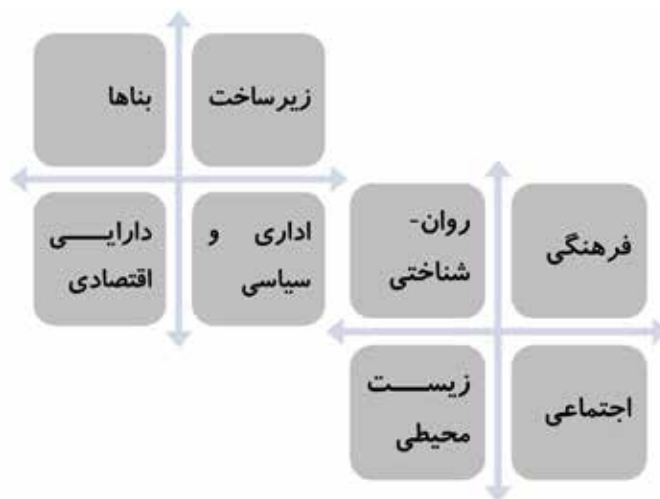 زیرساخت
بناها
اداری و
سیاسی
دارایی
اقتصادی
فرهنگی
روان-
شناختی
اجتماعی
زیست
محیطی